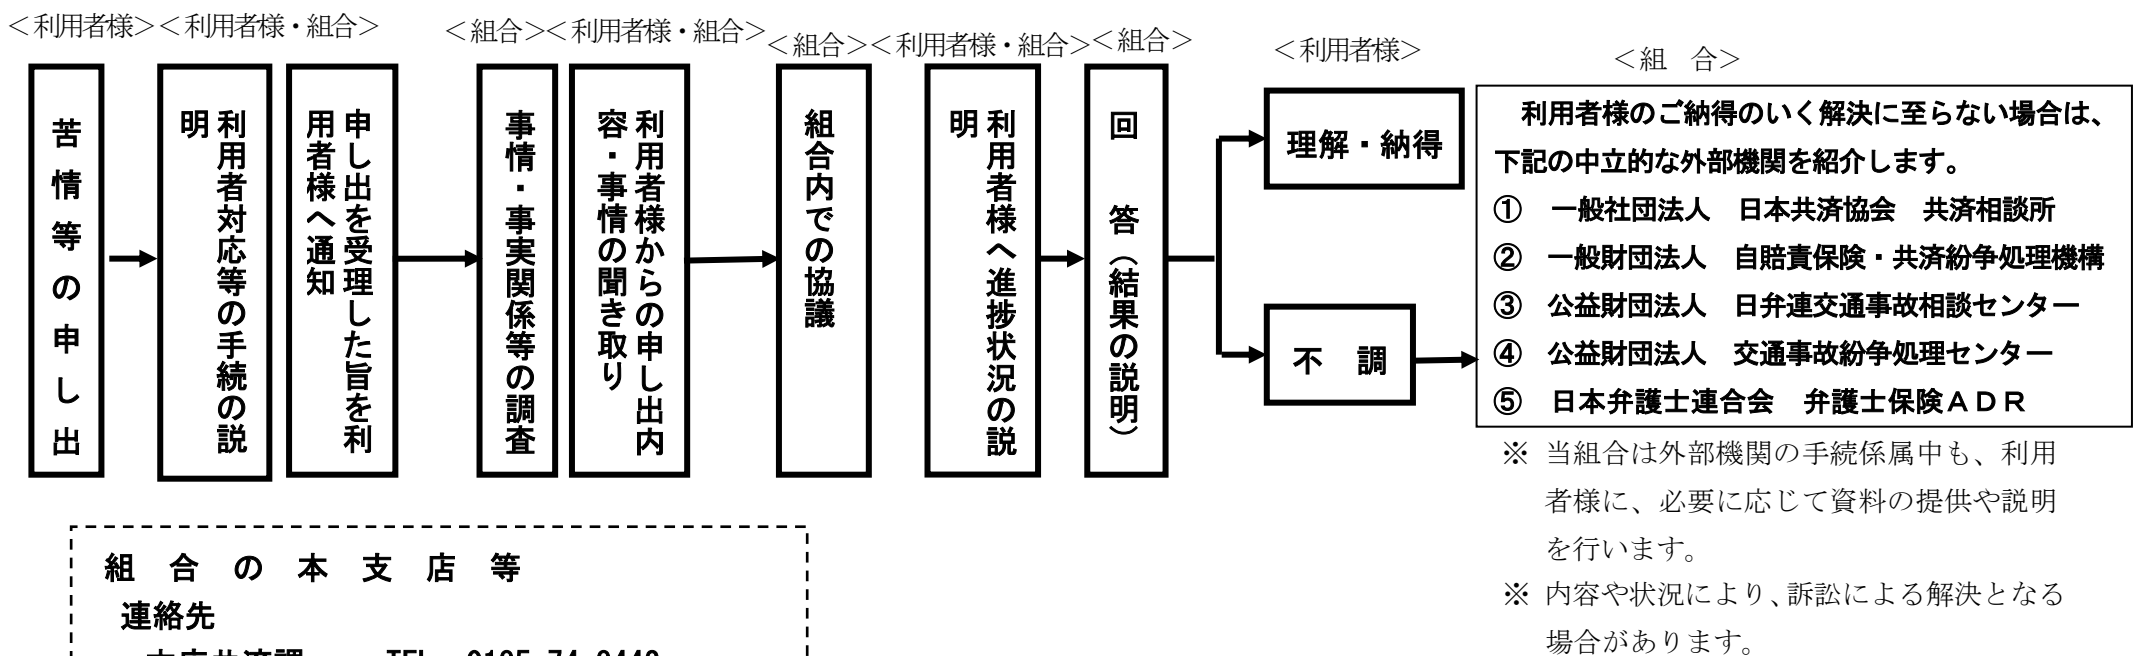 ＜利用者様＞
＜利用者様・組合＞
＜組合＞
＜利用者様・組合＞
＜組合＞
＜利用者様・組合＞
＜組合＞
＜利用者様＞
＜組　合＞
苦情等の申し出
利用者対応等の手続の説
明
申し出を受理した旨を利
用者様へ通知
事情・事実関係等の調査
利用者様からの申し出内
容・事情の聞き取り
組合内での協議
利用者様へ進捗状況の説
明
回　答（結果の説明）
理解・納得
不　調
利用者様のご納得のいく解決に至らない場合は、
下記の中立的な外部機関を紹介します。
①　一般社団法人　日本共済協会　共済相談所
②　一般財団法人　自賠責保険・共済紛争処理機構
③　公益財団法人　日弁連交通事故相談センター
④　公益財団法人　交通事故紛争処理センター
⑤　日本弁護士連合会　弁護士保険ＡＤＲ
※ 当組合は外部機関の手続係属中も、利用
者様に、必要に応じて資料の提供や説明
を行います。
※ 内容や状況により、訴訟による解決となる
場合があります。
組　合　の　本　支　店　等
連絡先